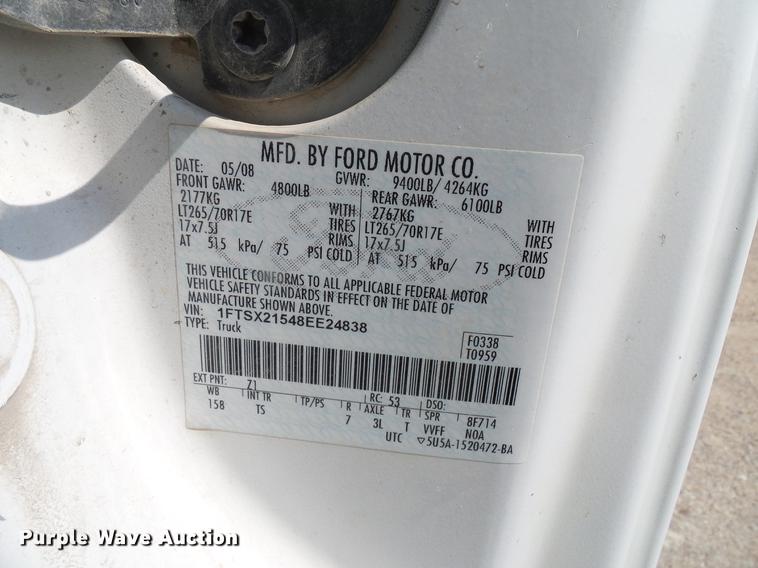 MFD. BY FORD MOTOR CO.
DATE: 05/08 GVWR: 9400LB/ 4264KG
FRONT GAWR: 4800LB REAR GAWR: 6100LB
2177KG WITH 2767KG WITH
LT265/70R17E TIRES LT265/70R17E TIRES
17x7.5J RIMS 17x7.5J RIMS
AT 515 kPa/ 75 PSI COLD AT 515 kPa/ 75 PSI COLD
THIS VEHICLE CONFORMS TO ALL APPLICABLE FEDERAL MOTOR
VEHICLE SAFETY STANDARDS IN EFFECT ON THE DATE OF
MANUFACTURE SHOWN ABOVE.
VIN: 1FTSX21548EE24838
TYPE: Truck
F0338
T0959
EXT PNT: Z1 RC: 53 DSO:
WB INT TR TP/PS R AXLE TR SPR 8F714
158 TS 7 3L T VVFF NOA
UTC ▽5U5A-1520472-BA
Purple Wave Auction